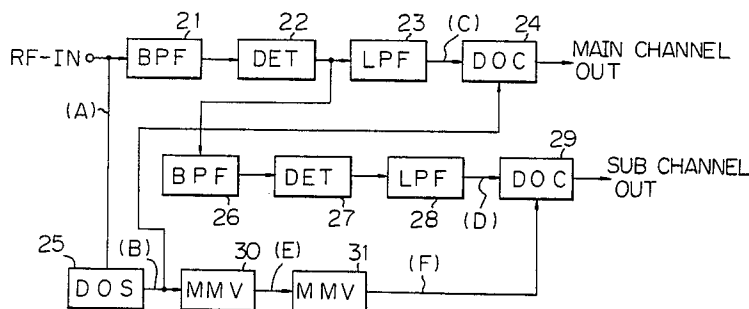 21 22 23 (C) 24
RF-IN BPF DET LPF DOC MAIN CHANNEL
OUT
(A)
29
BPF DET LPF DOC SUB CHANNEL
OUT
26 27 28 (D)
25 (B) 30 (E) 31 (F)
DOS MMV MMV